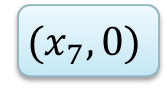 (x₇, 0)